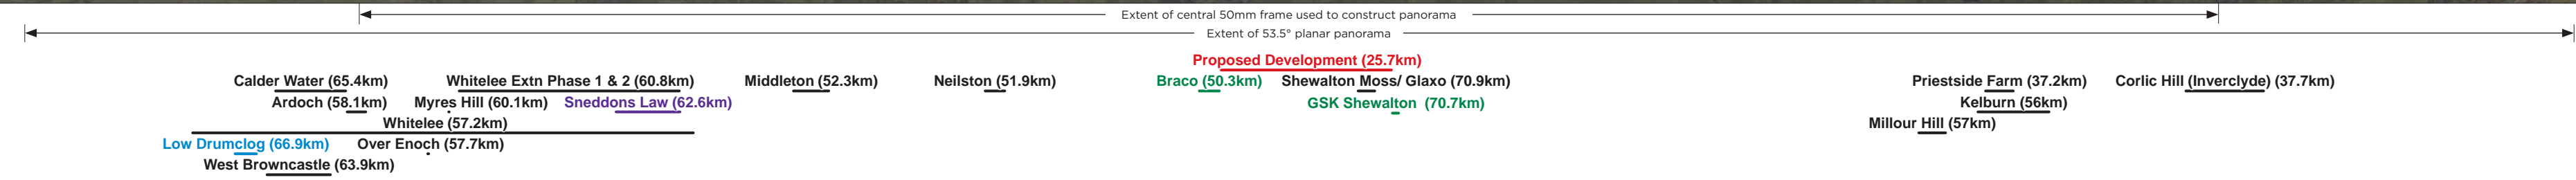 Extent of central 50mm frame used to construct panorama
Extent of 53.5° planar panorama
Proposed Development (25.7km)
Calder Water (65.4km) Whitelee Extn Phase 1 & 2 (60.8km) Middleton (52.3km) Neilston (51.9km) Braco (50.3km) Shewalton Moss/ Glaxo (70.9km) Priestside Farm (37.2km) Corlic Hill (Inverclyde) (37.7km)
Ardoch (58.1km) Myres Hill (60.1km) Sneddons Law (62.6km) GSK Shewalton (70.7km) Kelburn (56km)
Whitelee (57.2km) Millour Hill (57km)
Low Drumclog (66.9km) Over Enoch (57.7km)
West Browncastle (63.9km)